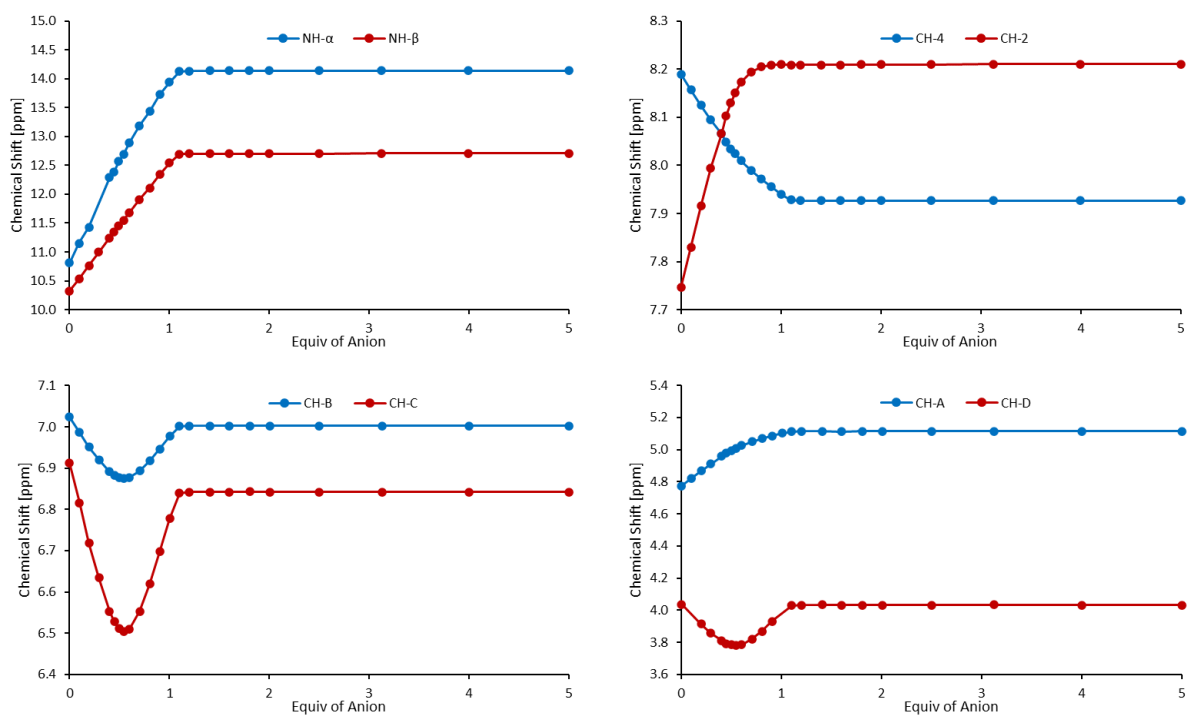 NH-α NH-β
15.0
14.5
14.0
13.5
13.0
12.5
12.0
11.5
11.0
10.5
10.0
Chemical Shift [ppm]
0 1 2 3 4 5
Equiv of Anion
CH-4 CH-2
8.3
8.2
8.1
8.0
7.9
7.8
7.7
Chemical Shift [ppm]
0 1 2 3 4 5
Equiv of Anion
CH-B CH-C
7.1
7.0
6.9
6.8
6.7
6.6
6.5
6.4
Chemical Shift [ppm]
0 1 2 3 4 5
Equiv of Anion
CH-A CH-D
5.4
5.2
5.0
4.8
4.6
4.4
4.2
4.0
3.8
3.6
Chemical Shift [ppm]
0 1 2 3 4 5
Equiv of Anion